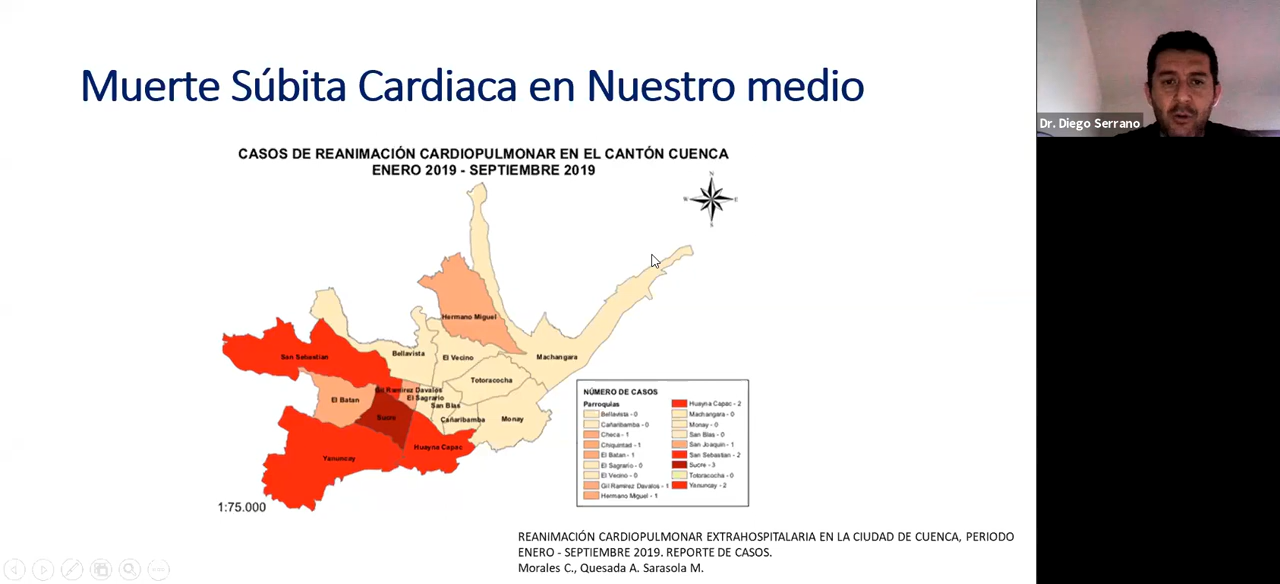 Muerte Súbita Cardiaca en Nuestro medio
Dr. Diego Serrano
CASOS DE REANIMACIÓN CARDIOPULMONAR EN EL CANTÓN CUENCA
ENERO 2019 - SEPTIEMBRE 2019
N
W E
S
Hermano Miguel
San Sebastian
Bellavista
El Vecino
Machangara
Totoracocha
Gil Ramirez Davalos
El Batan
El Sagrario
San Blas
Sucre
Cañaribamba
Monay
Huayna Capac
Yanuncay
1:75.000
NÚMERO DE CASOS
Parroquias
Bellavista - 0
Cañaribamba - 0
Checa - 1
Chiquintad - 1
El Batan - 1
El Sagrario - 0
El Vecino - 0
Gil Ramirez Davalos - 1
Hermano Miguel - 1
Huayna Capac - 2
Machangara - 0
Monay - 0
San Blas - 0
San Joaquin - 1
San Sebastian - 2
Sucre - 3
Totoracocha - 0
Yanuncay - 2
REANIMACIÓN CARDIOPULMONAR EXTRAHOSPITALARIA EN LA CIUDAD DE CUENCA, PERIODO
ENERO - SEPTIEMBRE 2019. REPORTE DE CASOS.
Morales C., Quesada A. Sarasola M.